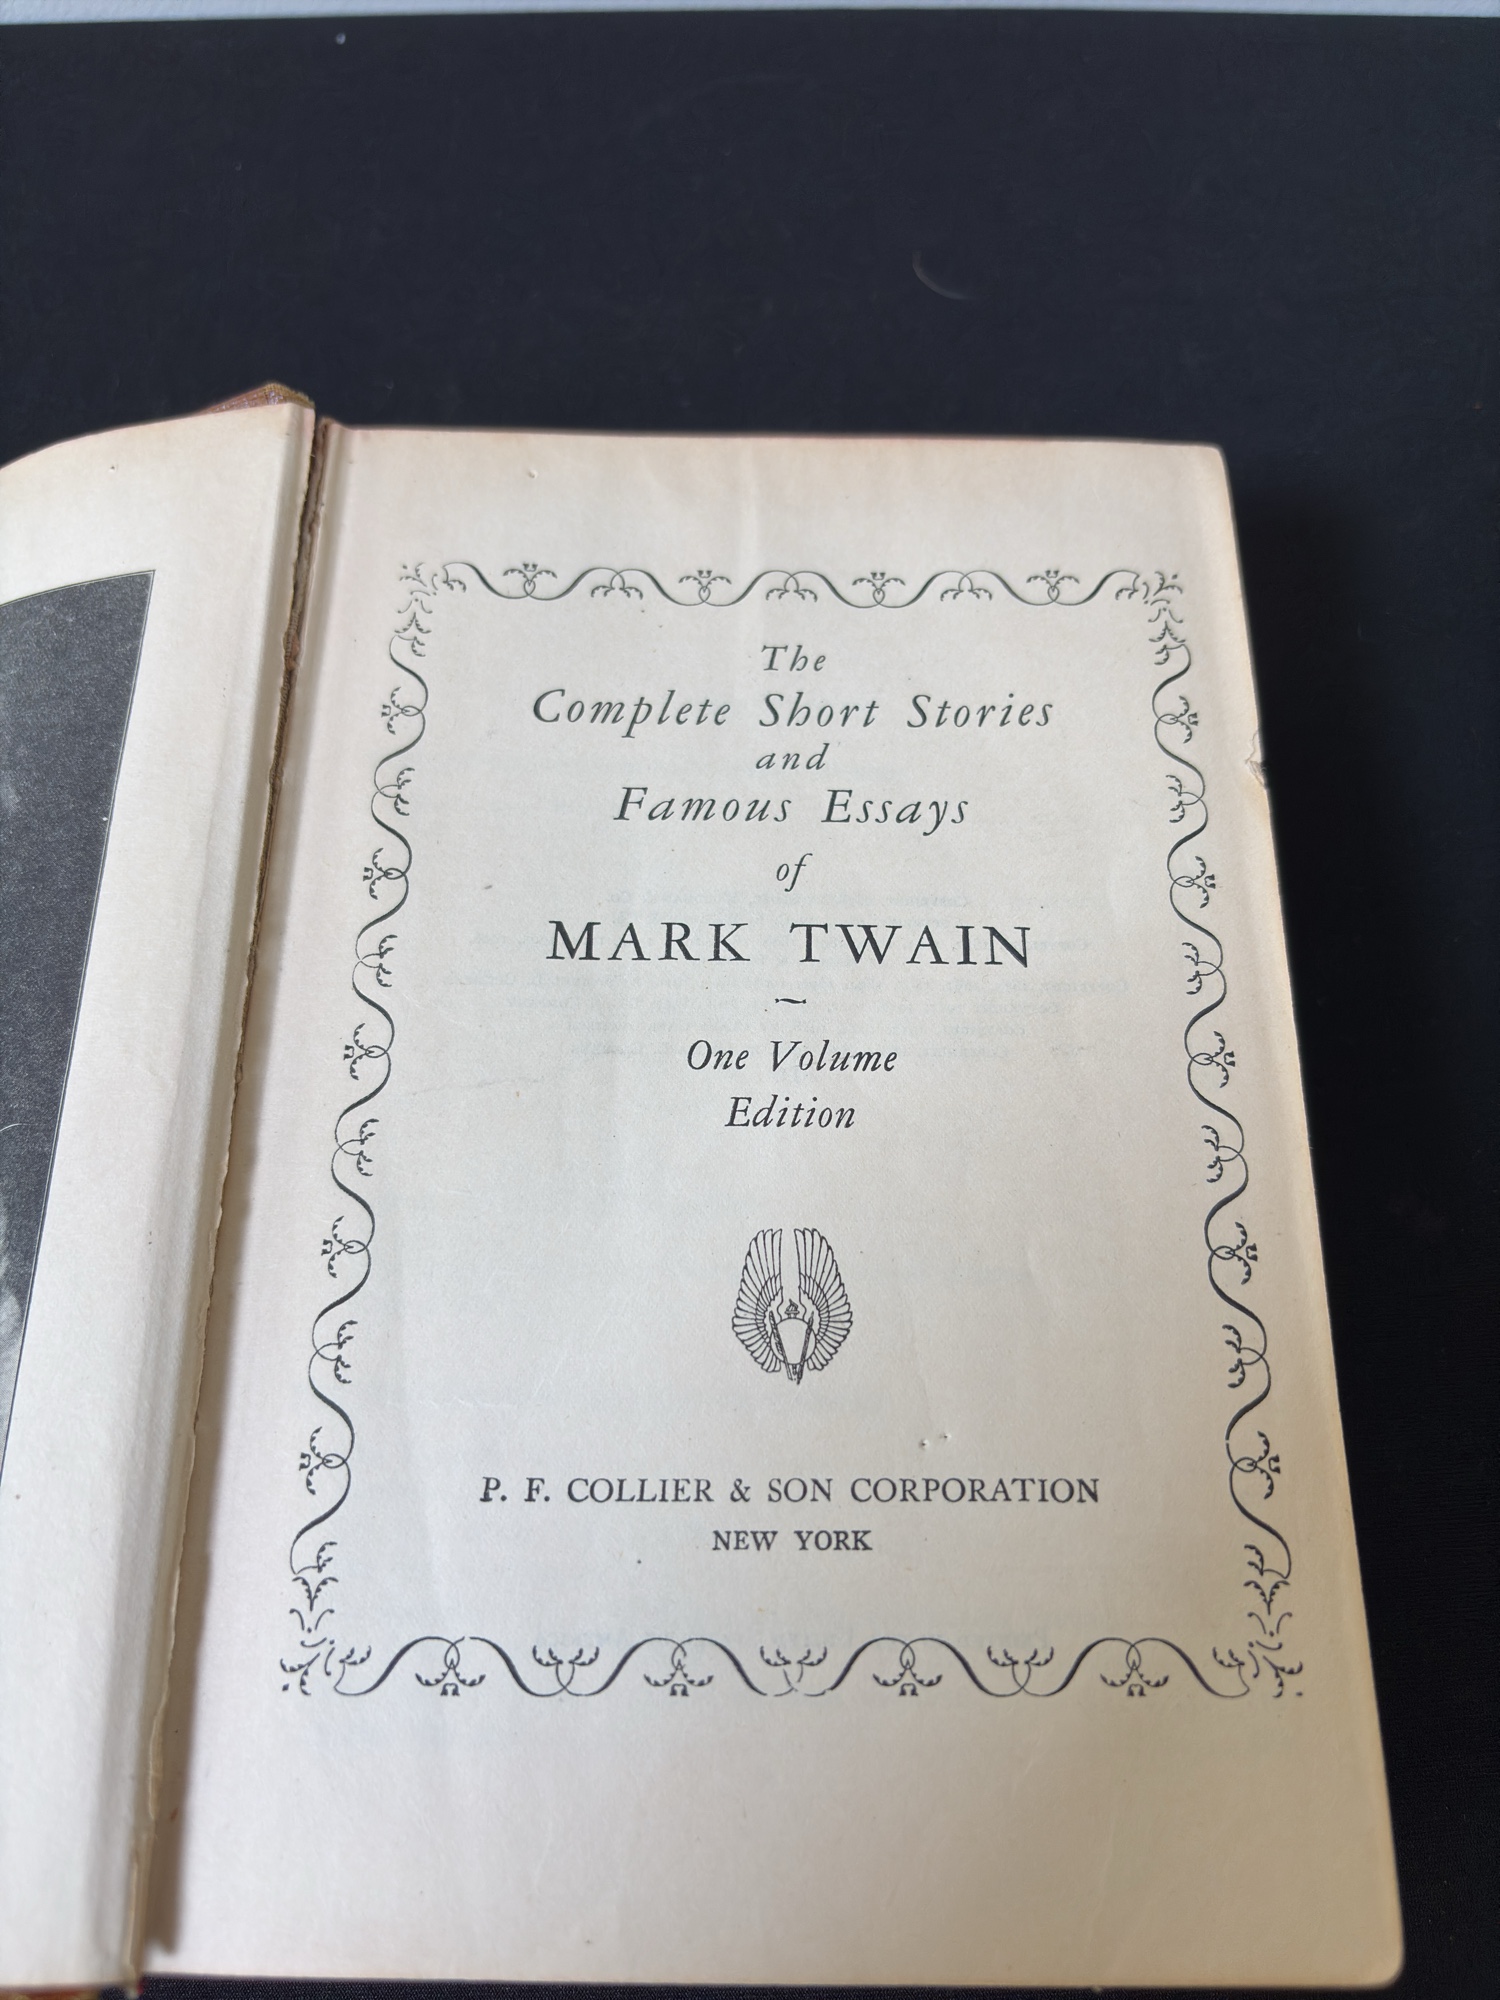 The
Complete Short Stories
and
Famous Essays
of
MARK TWAIN
One Volume
Edition
P. F. COLLIER & SON CORPORATION
NEW YORK